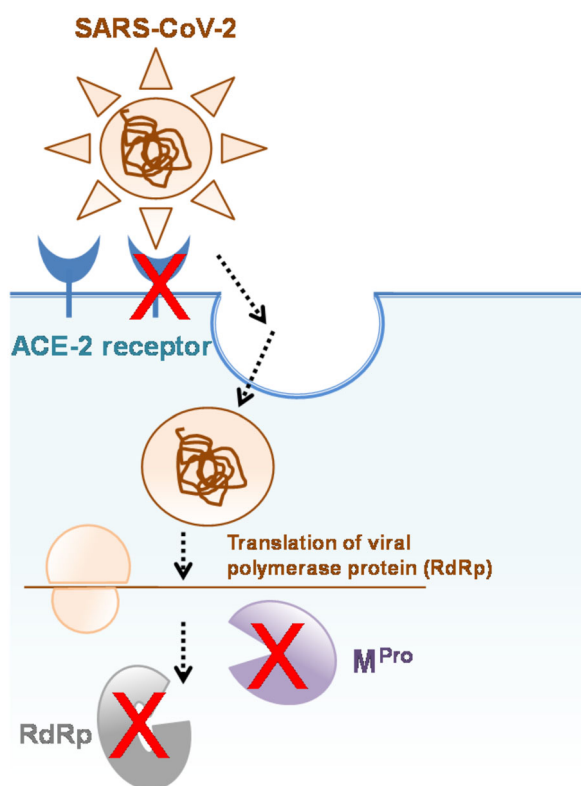 SARS-CoV-2
ACE-2 receptor
Translation of viral
polymerase protein (RdRp)
MPro
RdRp